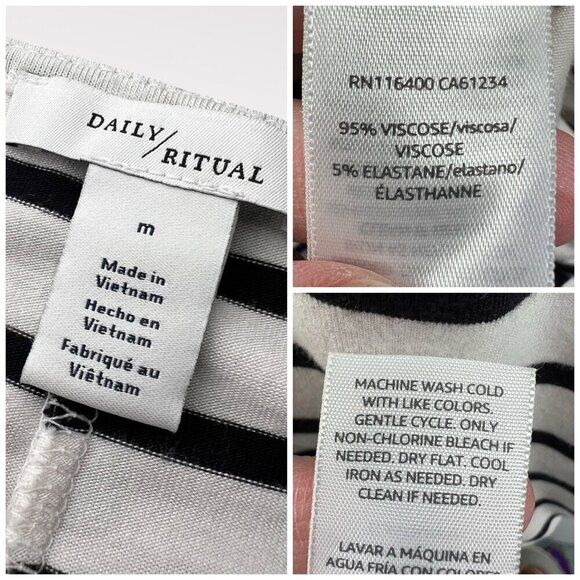 DAILY/
RITUAL
m
Made in
Vietnam
Hecho en
Vietnam
Fabriqué au
Viêtnam
RN116400 CA61234
95% VISCOSE/viscosa/
VISCOSE
5% ELASTANE/elastano/
ÉLASTHANNE
MACHINE WASH COLD
WITH LIKE COLORS.
GENTLE CYCLE. ONLY
NON-CHLORINE BLEACH IF
NEEDED. DRY FLAT. COOL
IRON AS NEEDED. DRY
CLEAN IF NEEDED.
LAVAR A MÁQUINA EN
AGUA FRÍA CON COLORES